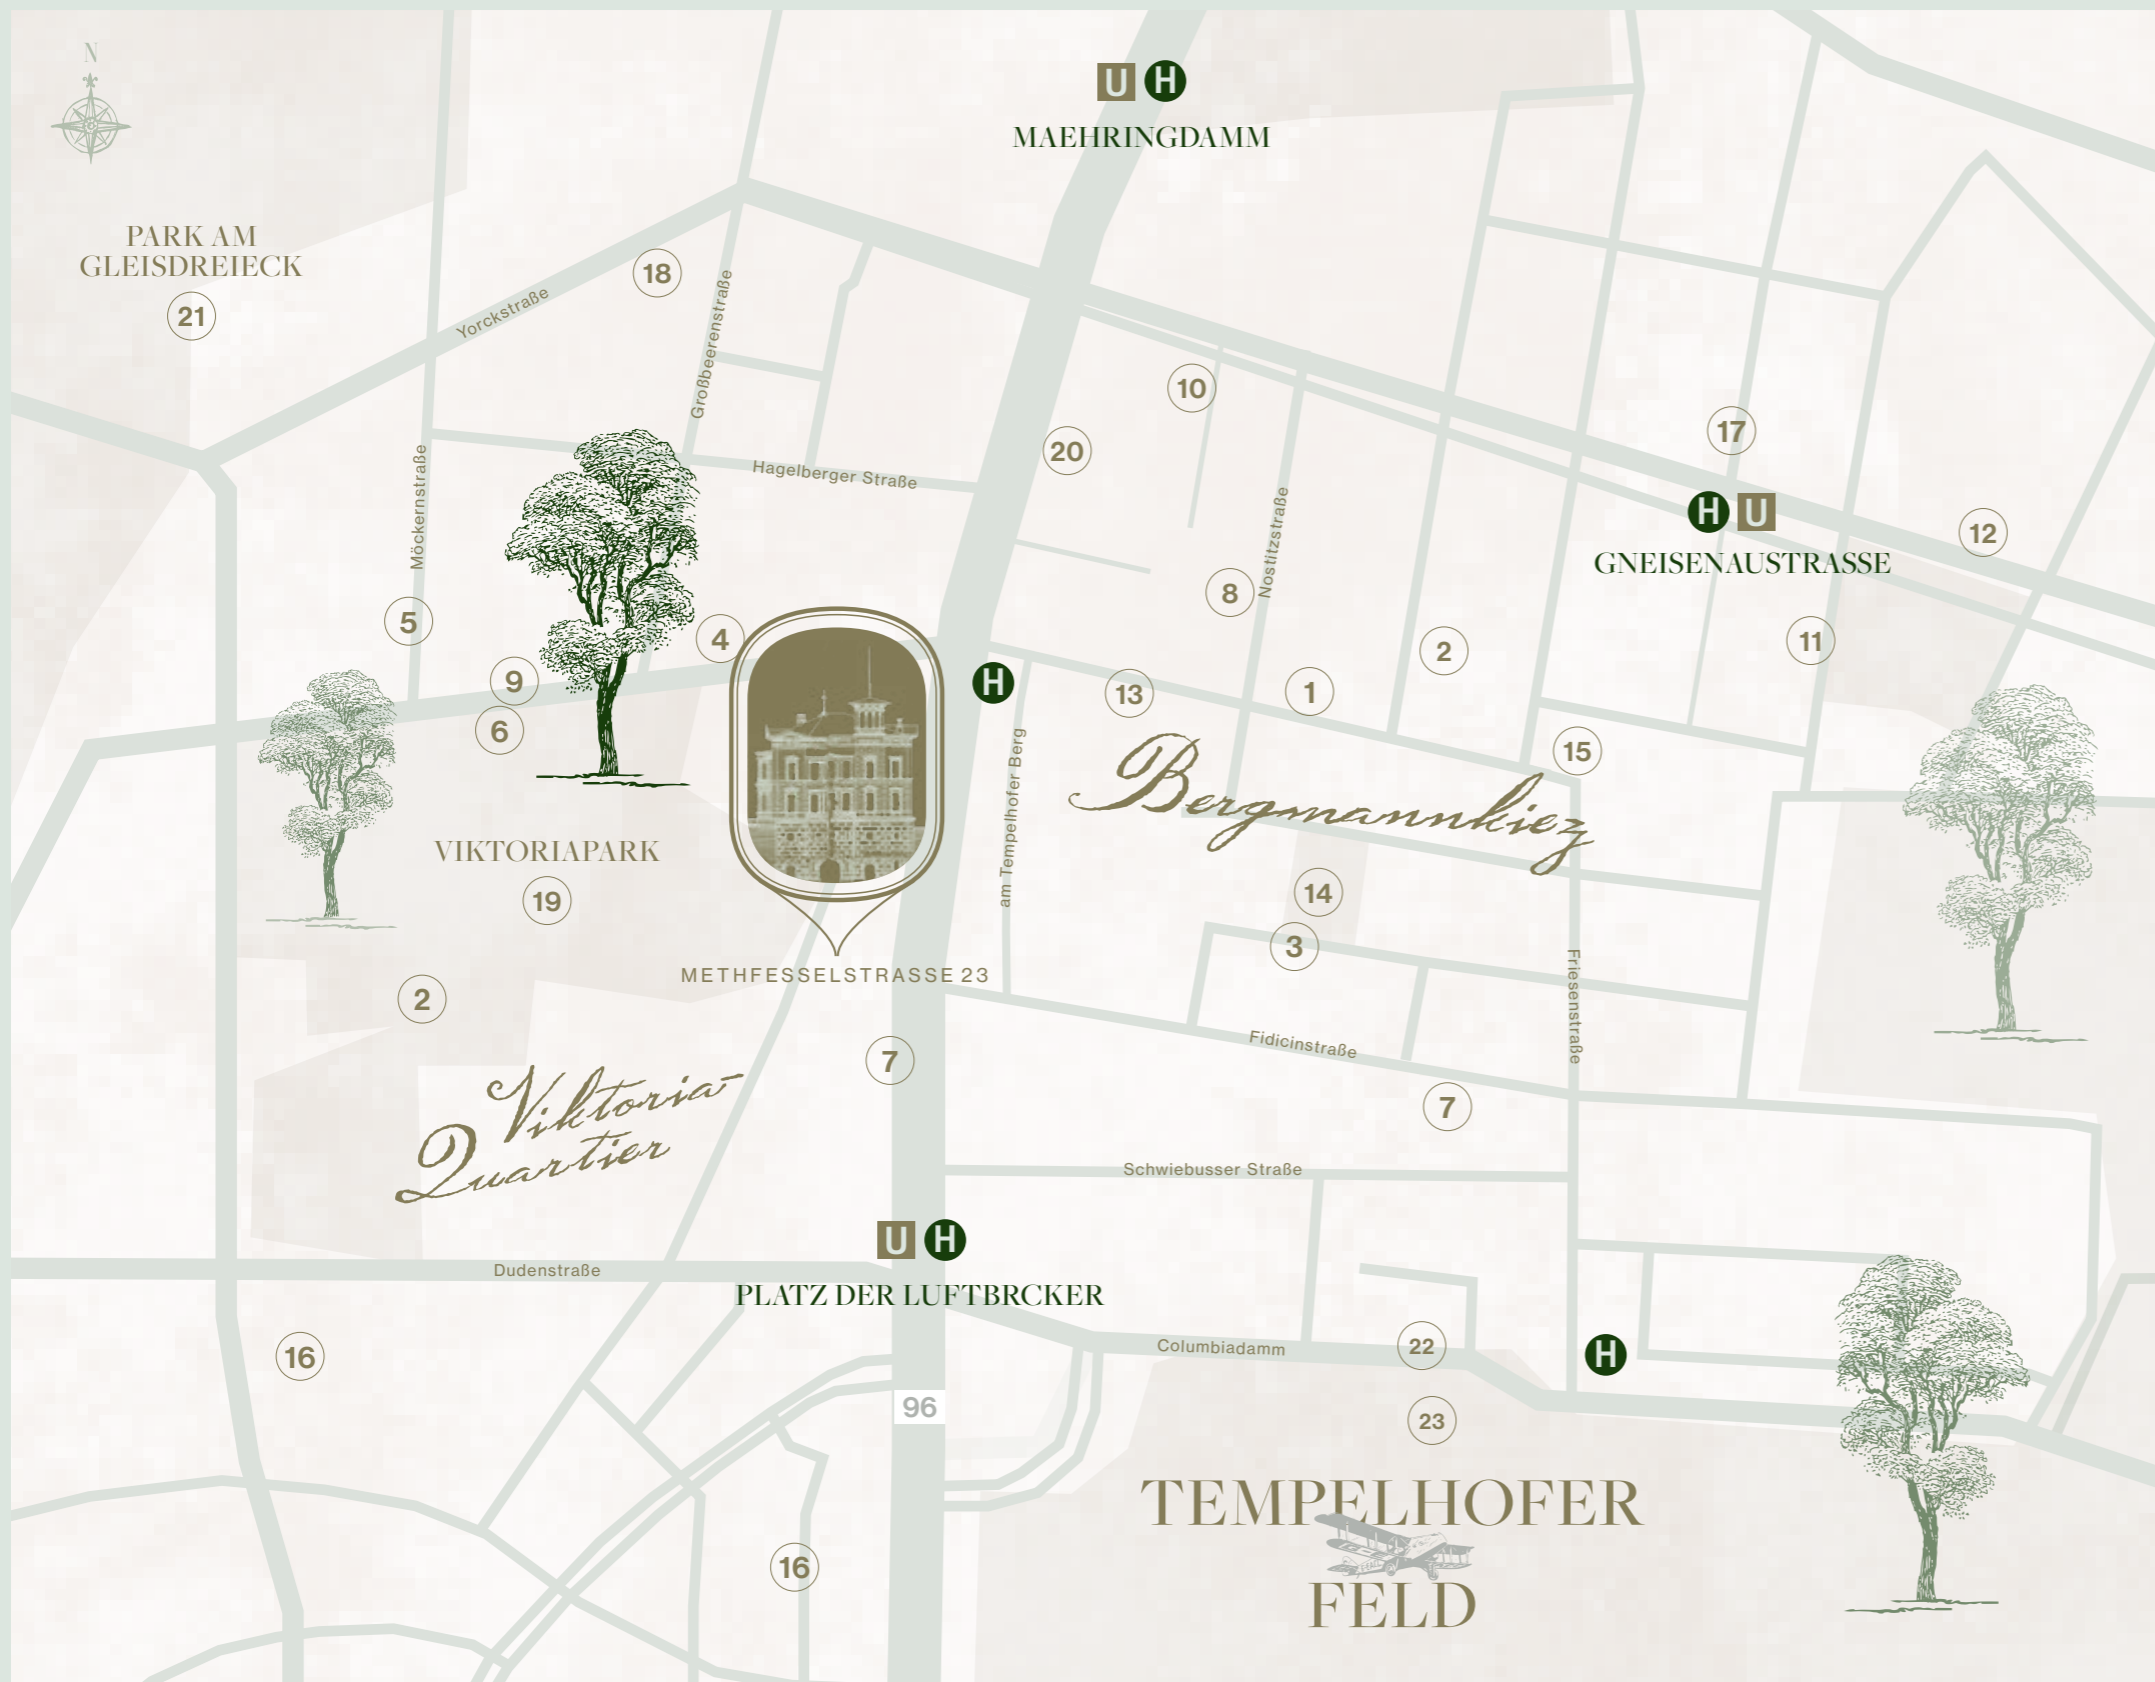 N
U H
MAEHRINGDAMM
PARK AM
GLEISDREIECK
21
18
Yorckstraße
Großbeerenstraße
10
20
17
Hagelberger Straße
Möckernstraße
Nostitzstraße
H U
GNEISENAUSTRASSE
12
5
8
4
9
6
H
13
1
2
11
15
am Tempelhofer Berg
Bergmannkiez
VIKTORIAPARK
19
14
3
METHFESSELSTRASSE 23
2
Friesenstraße
Fidicinstraße
7
7
Viktoria-
Quartier
Schwiebusser Straße
U H
PLATZ DER LUFTBRCKER
Dudenstraße
16
Columbiadamm
22
H
96
23
TEMPELHOFER
FELD
16